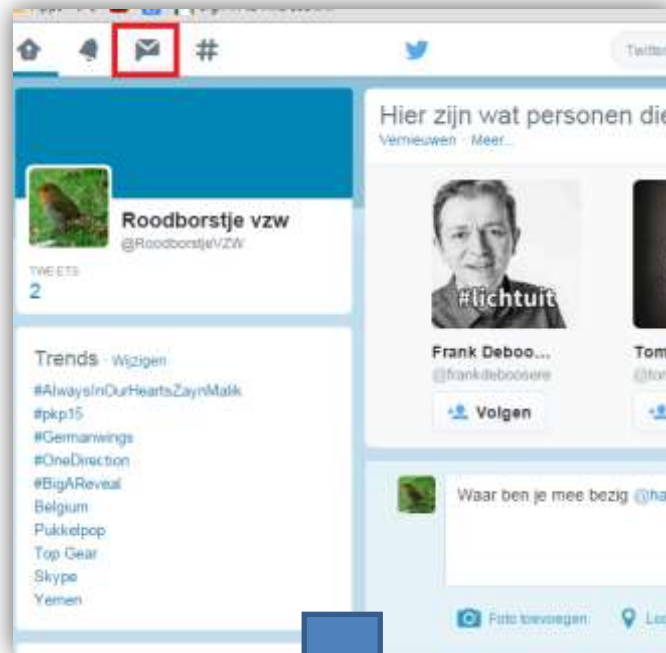 Hier zijn wat personen die
Vernieuwen · Meer...
Roodborstje vzw
@RoodborstjeVZW
TWEETS
2
#lichtuit
Frank Deboo...
@frankdeboosere
Volgen
Tom
Trends · Wijzigen
#AlwaysInOurHeartsZaynMalik
#pkp15
#Germanwings
#OneDirection
#BigAReveal
Belgium
Pukkelpop
Top Gear
Skype
Yemen
Waar ben je mee bezig @ha
Foto toevoegen